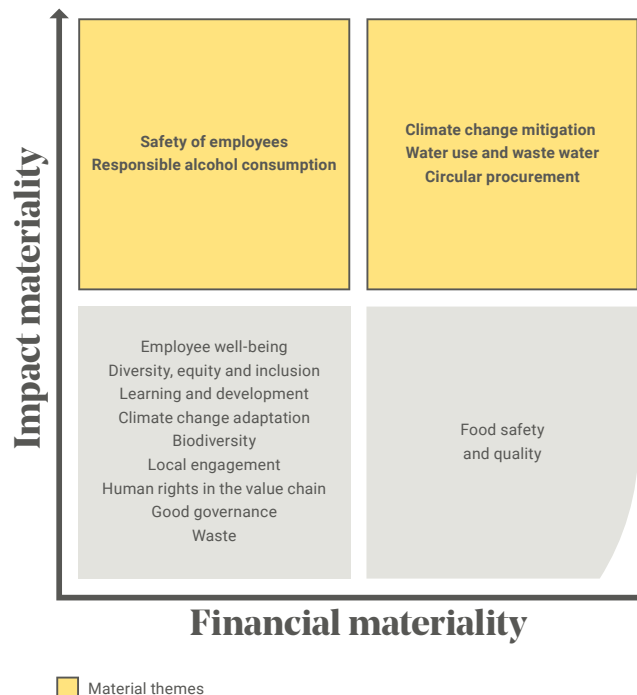 Impact materiality
Safety of employees
Responsible alcohol consumption
Climate change mitigation
Water use and waste water
Circular procurement
Employee well-being
Diversity, equity and inclusion
Learning and development
Climate change adaptation
Biodiversity
Local engagement
Human rights in the value chain
Good governance
Waste
Food safety
and quality
Financial materiality
Material themes